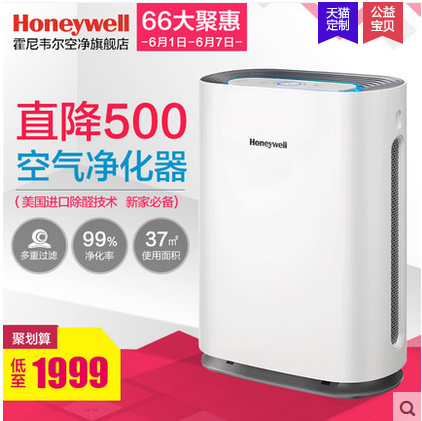 Honeywell
霍尼韦尔空净旗舰店
66大聚惠
-6月1日-6月7日-
天猫
定制
公益
宝贝
直降500
空气净化器
(美国进口除醛技术 新家必备)
多重过滤
99%
净化率
37㎡
使用面积
Honeywell
聚划算
低至 1999